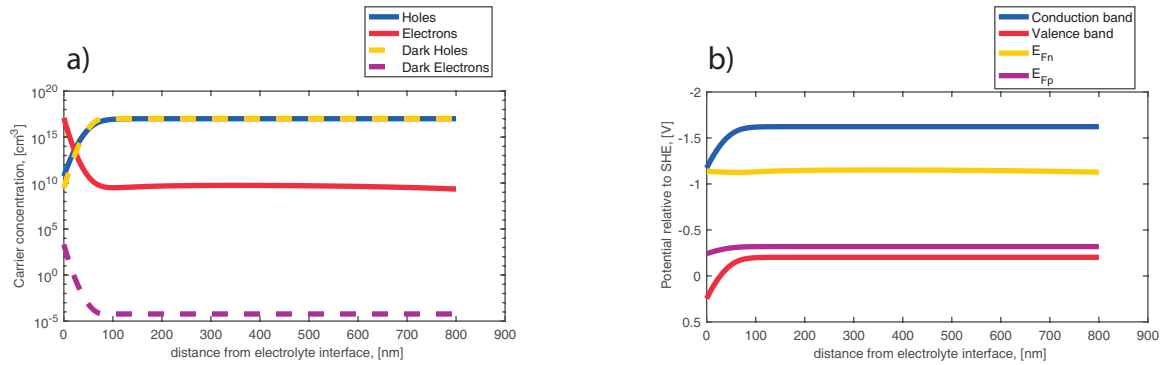 a)
Holes
Electrons
Dark Holes
Dark Electrons
10^20
10^15
10^10
10^5
10^0
10^-5
Carrier concentration, [cm^-3]
0 100 200 300 400 500 600 700 800 900
distance from electrolyte interface, [nm]
b)
Conduction band
Valence band
E_Fn
E_Fp
-2
-1.5
-1
-0.5
0
0.5
Potential relative to SHE, [V]
0 100 200 300 400 500 600 700 800 900
distance from electrolyte interface, [nm]